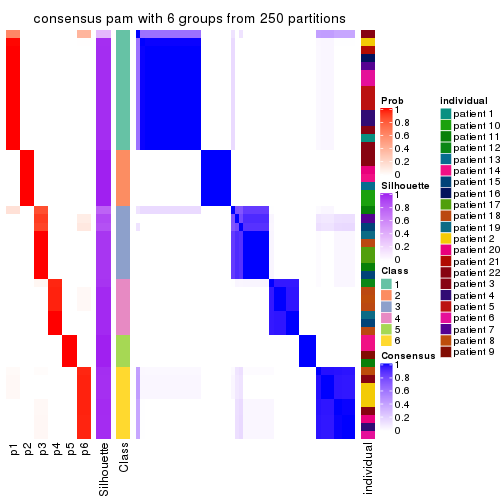 consensus pam with 6 groups from 250 partitions
p1
p2
p3
p4
p5
p6
Silhouette
Class
individual
Prob
1
0.8
0.6
0.4
0.2
0
Silhouette
1
0.8
0.6
0.4
0.2
0
Class
1
2
3
4
5
6
Consensus
1
0.8
0.6
0.4
0.2
0
individual
patient 1
patient 10
patient 11
patient 12
patient 13
patient 14
patient 15
patient 16
patient 17
patient 18
patient 19
patient 2
patient 20
patient 21
patient 22
patient 3
patient 4
patient 5
patient 6
patient 7
patient 8
patient 9